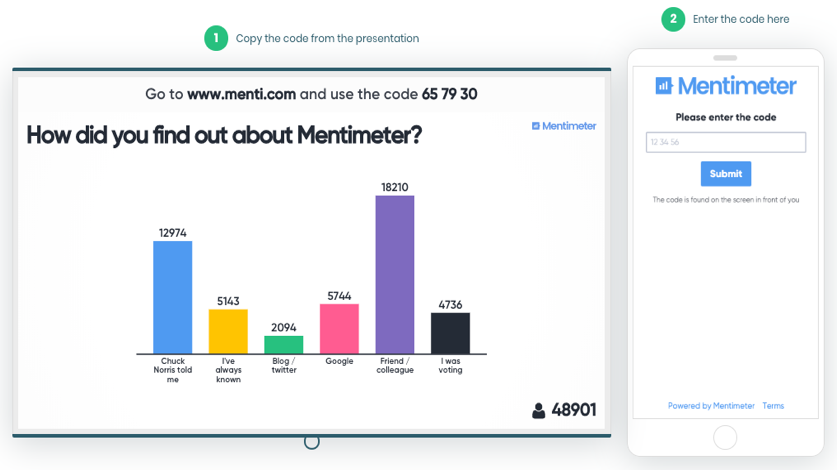 1 Copy the code from the presentation
2 Enter the code here
Go to www.menti.com and use the code 65 79 30
How did you find out about Mentimeter?
Mentimeter
12974
5143
2094
5744
18210
4736
Chuck
Norris told
me
I've
always
known
Blog /
twitter
Google
Friend /
colleague
I was
voting
48901
Mentimeter
Please enter the code
12 34 56
Submit
The code is found on the screen in front of you
Powered by Mentimeter Terms